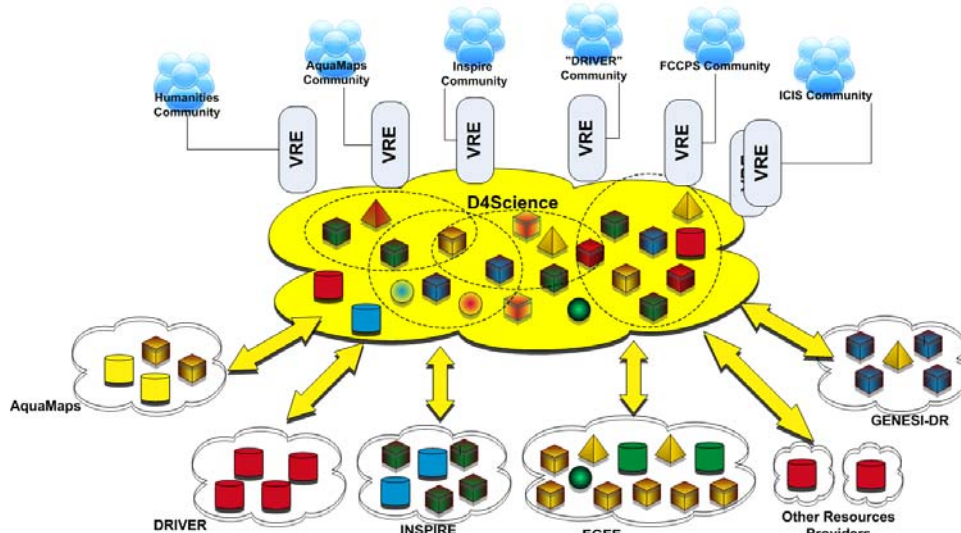 Humanities
Community
AquaMaps
Community
Inspire
Community
"DRIVER"
Community
FCCPS Community
ICIS Community
VRE
VRE
VRE
VRE
VRE
VRE
VRE
D4Science
AquaMaps
GENESI-DR
DRIVER
INSPIRE
EGEE
Other Resources
Providers